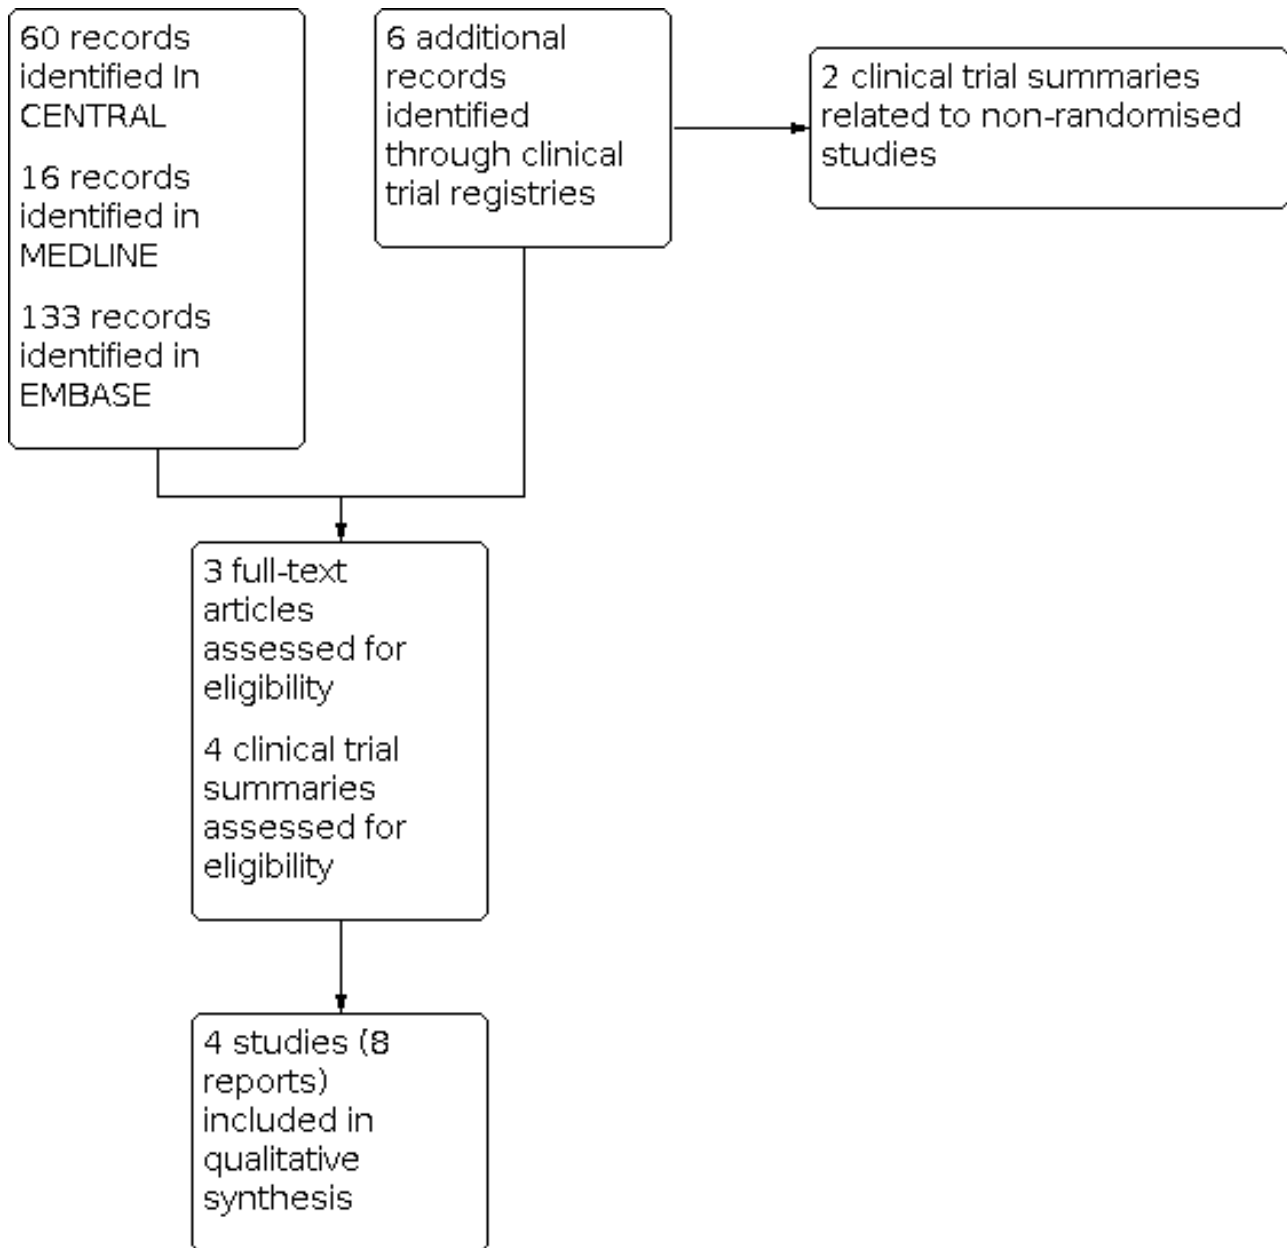 60 records
identified In
CENTRAL
16 records
identified in
MEDLINE
133 records
identified in
EMBASE
6 additional
records
identified
through clinical
trial registries
2 clinical trial summaries
related to non-randomised
studies
3 full-text
articles
assessed for
eligibility
4 clinical trial
summaries
assessed for
eligibility
4 studies (8
reports)
included in
qualitative
synthesis